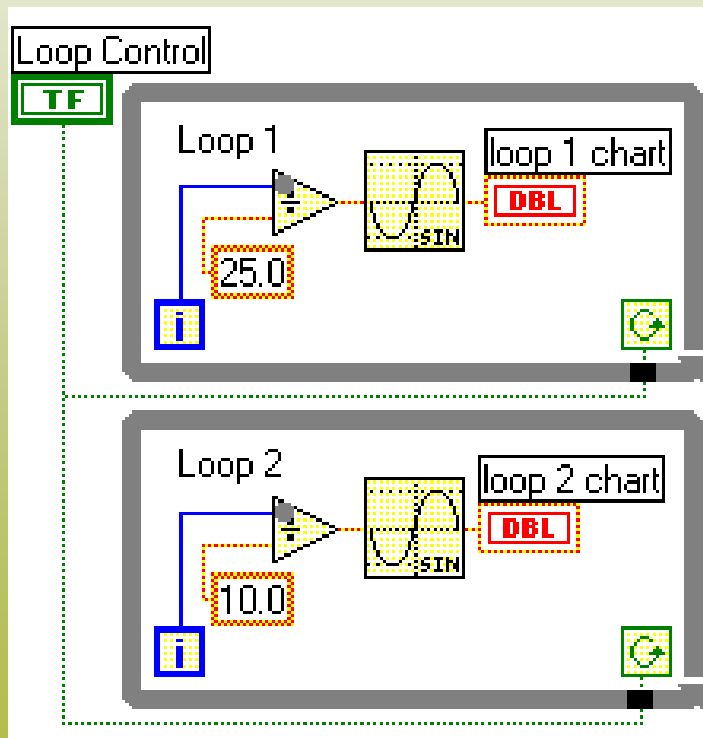 Loop Control
TF
Loop 1
loop 1 chart
DBL
SIN
25.0
i
Loop 2
loop 2 chart
DBL
SIN
10.0
i